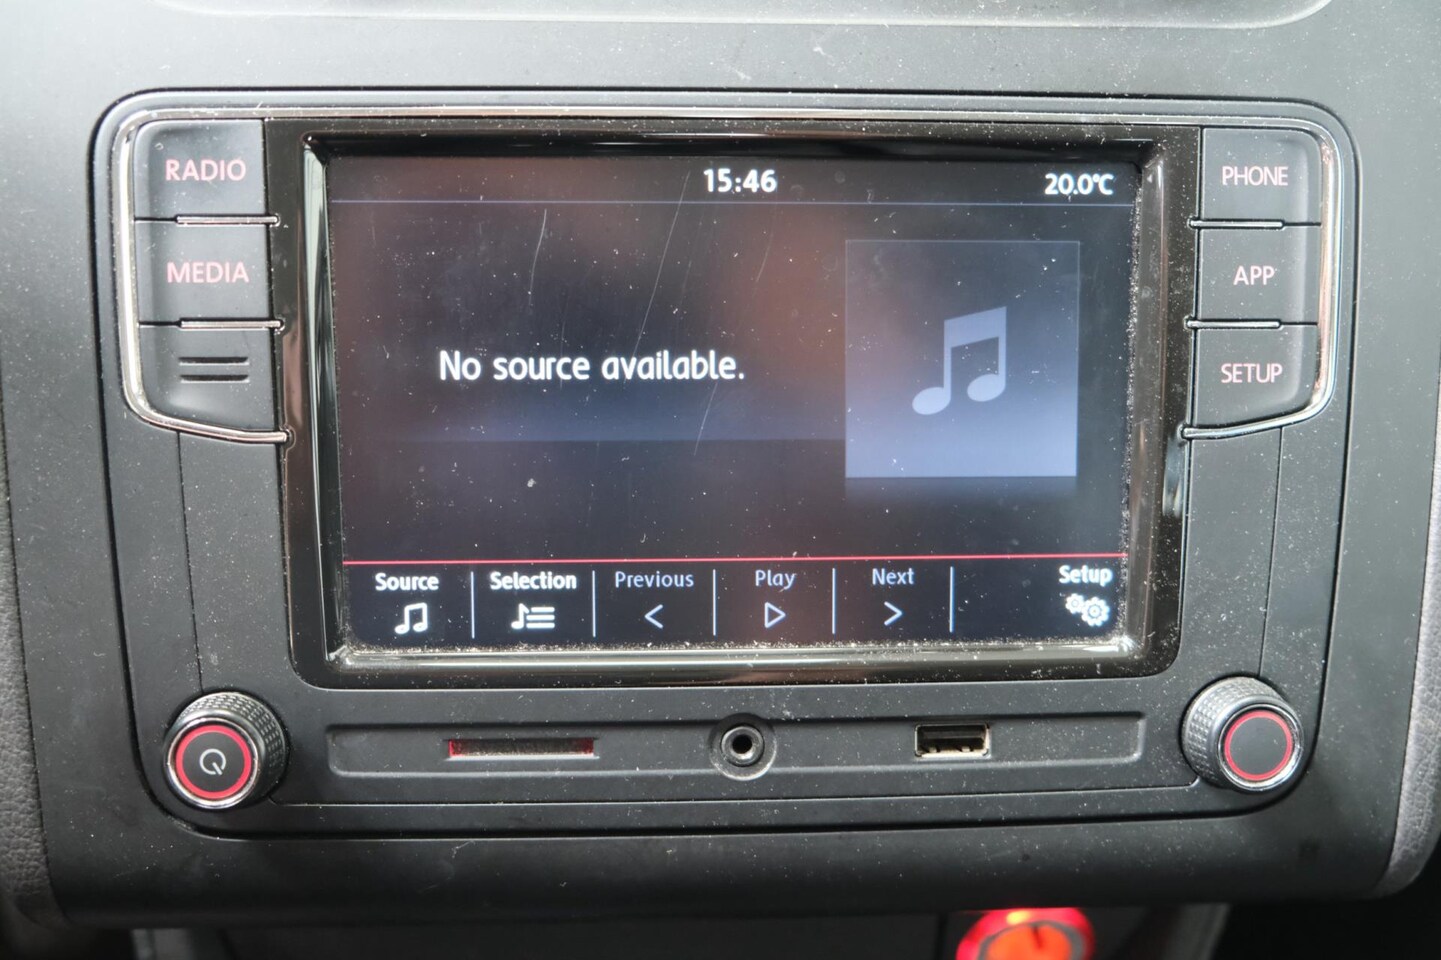 RADIO
MEDIA
15:46
20.0°C
No source available.
Source
Selection
Previous
Play
Next
Setup
PHONE
APP
SETUP